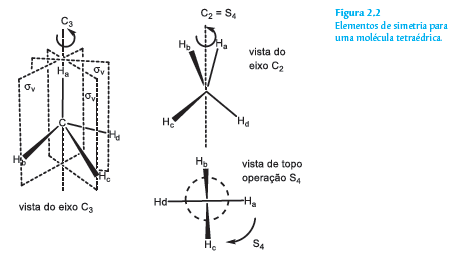 C3
σv
Ha
σv
C
Hd
Hb
Hc
vista do eixo C3
C2 = S4
Hb
Ha
vista do
eixo C2
Hc
Hd
Hb
vista de topo
operação S4
Hd
Ha
Hc
S4
Figura 2.2
Elementos de simetria para
uma molécula tetraédrica.